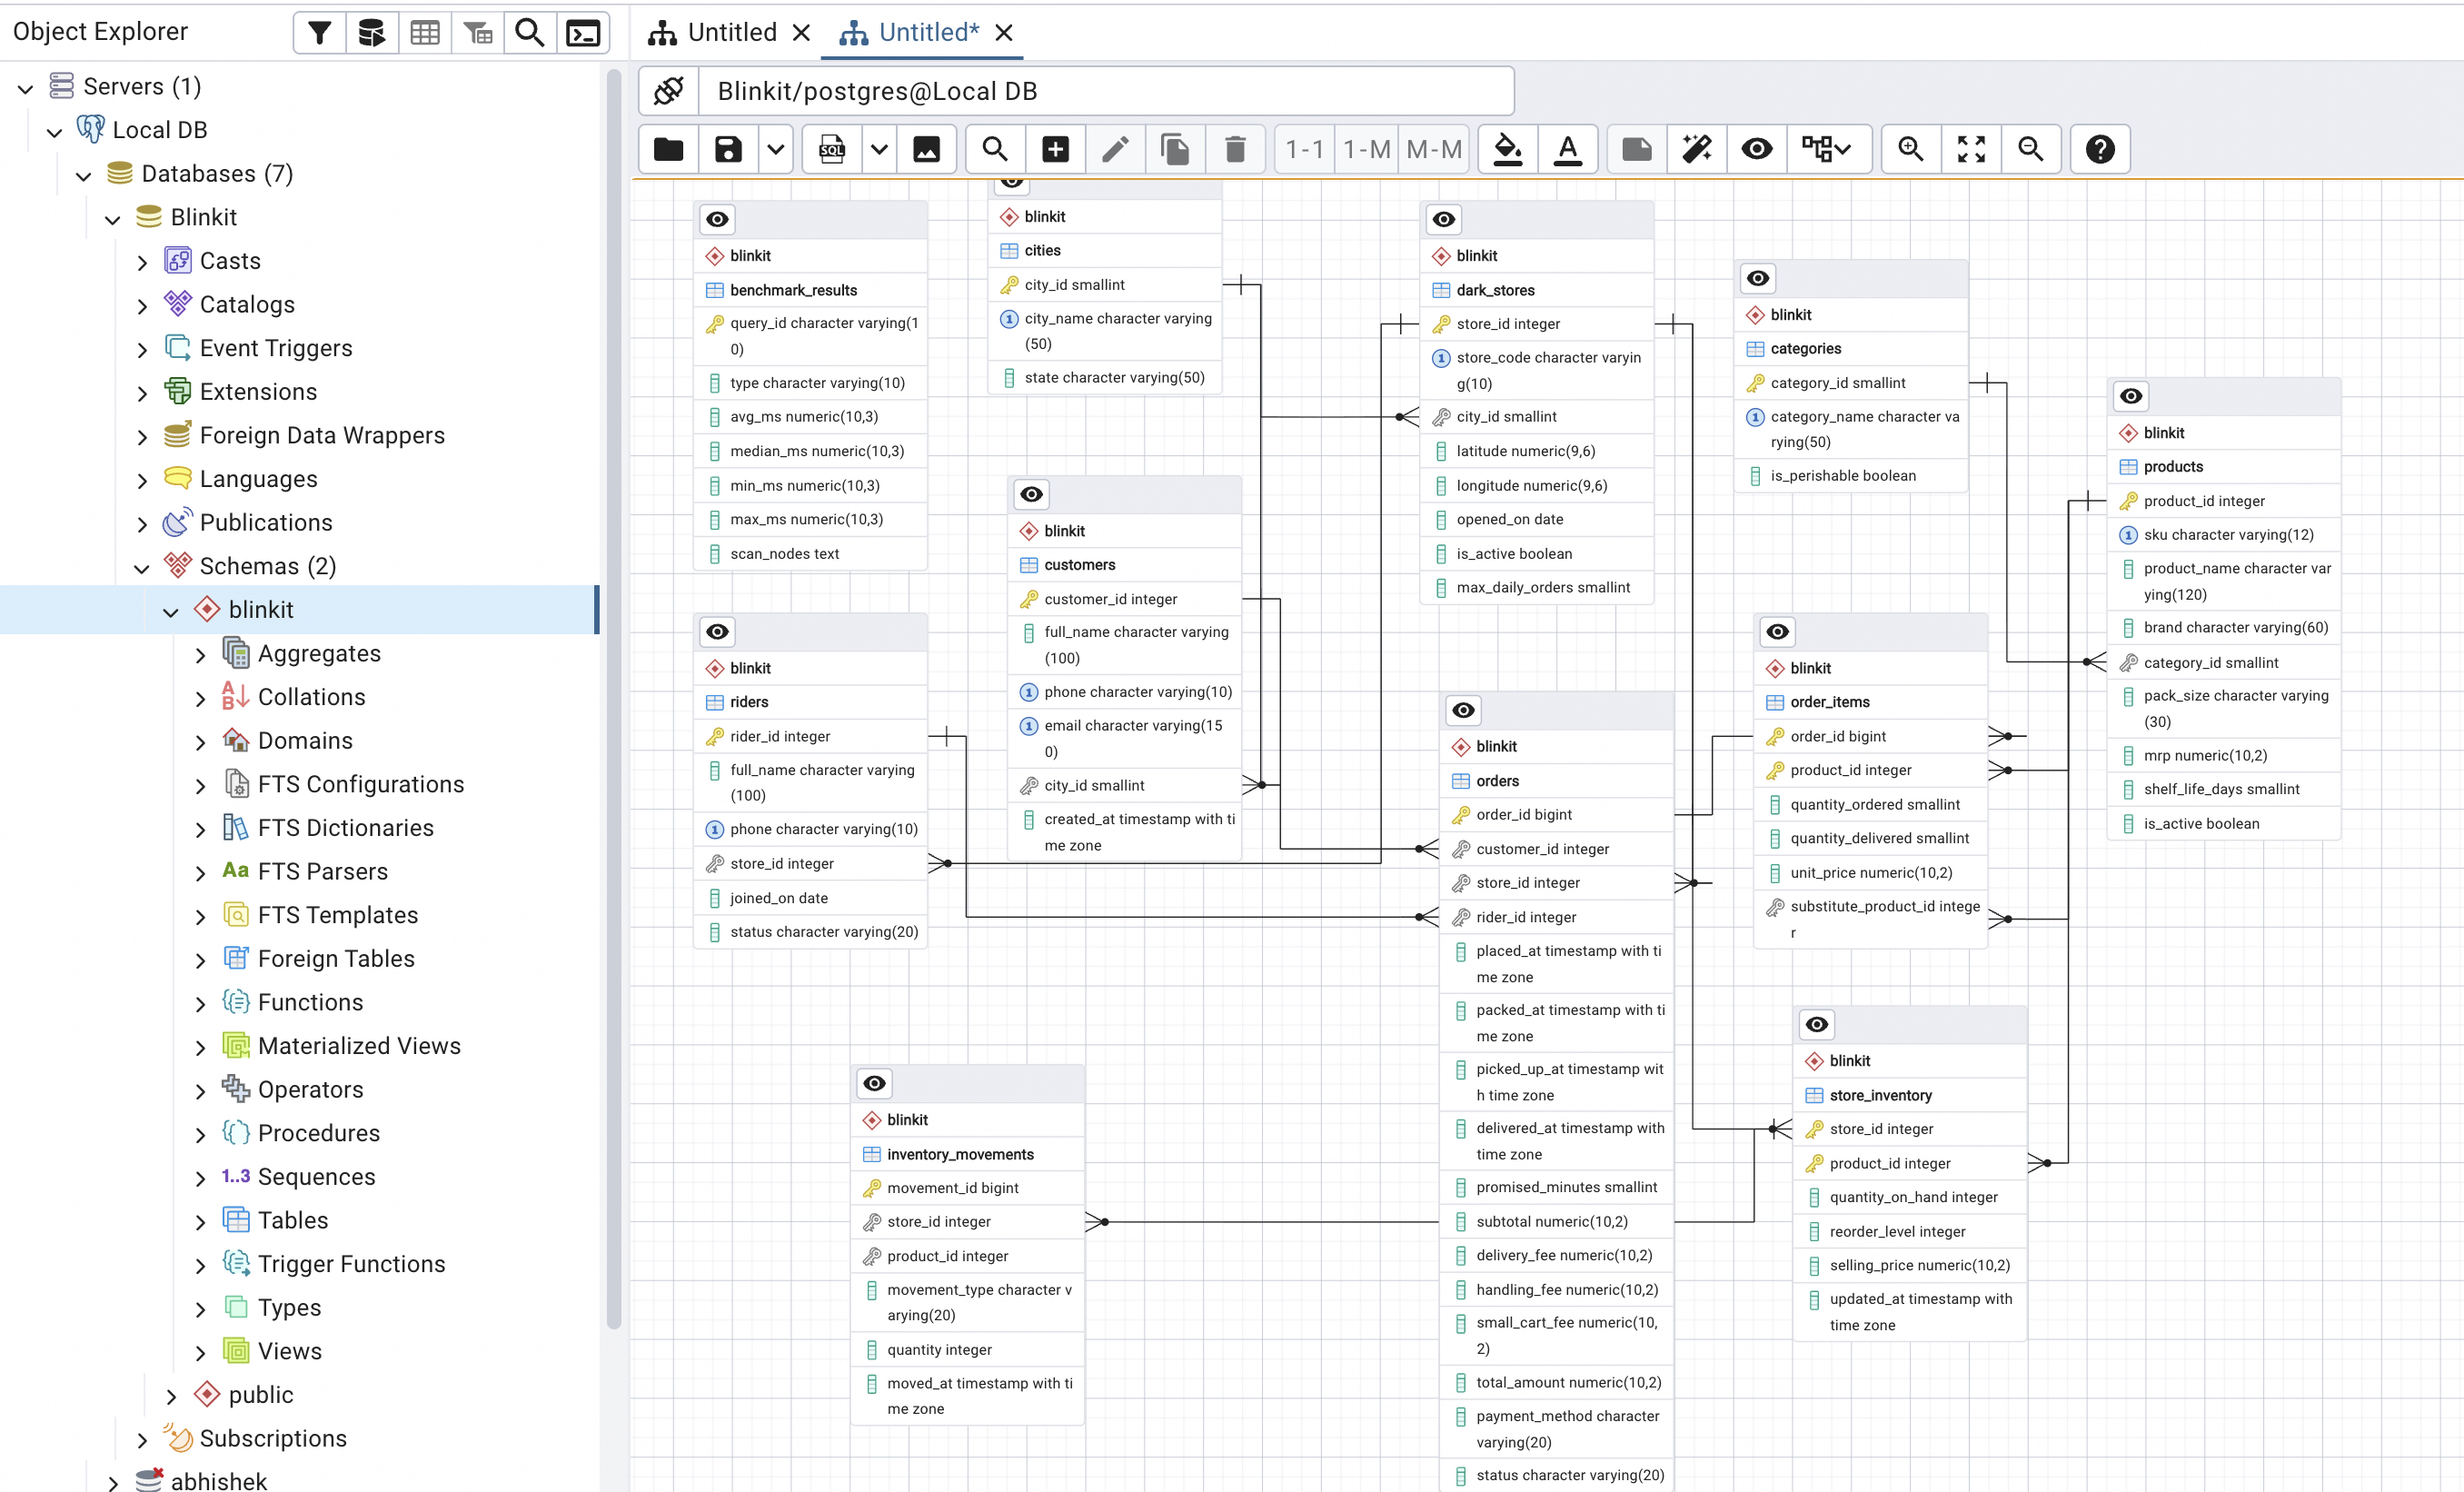 Object Explorer
Servers (1)
Local DB
Databases (7)
Blinkit
Casts
Catalogs
Event Triggers
Extensions
Foreign Data Wrappers
Languages
Publications
Schemas (2)
blinkit
Aggregates
A
B
Collations
Domains
FTS Configurations
FTS Dictionaries
Aa
FTS Parsers
FTS Templates
Foreign Tables
Functions
Materialized Views
Operators
Procedures
1..3
Sequences
Tables
Trigger Functions
Types
Views
public
Subscriptions
abhishek
Untitled
Untitled*
Blinkit/postgres@Local DB
SQL
1-1
1-M
M-M
A
blinkit
benchmark_results
query_id character varying(1
0)
type character varying(10)
avg_ms numeric(10,3)
median_ms numeric(10,3)
min_ms numeric(10,3)
max_ms numeric(10,3)
scan_nodes text
blinkit
cities
city_id smallint
1
city_name character varying
(50)
state character varying(50)
blinkit
dark_stores
store_id integer
1
store_code character varyin
g(10)
city_id smallint
latitude numeric(9,6)
longitude numeric(9,6)
opened_on date
is_active boolean
max_daily_orders smallint
blinkit
categories
category_id smallint
1
category_name character va
rying(50)
is_perishable boolean
blinkit
products
product_id integer
1
sku character varying(12)
product_name character var
ying(120)
brand character varying(60)
category_id smallint
pack_size character varying
(30)
mrp numeric(10,2)
shelf_life_days smallint
is_active boolean
blinkit
customers
customer_id integer
full_name character varying
(100)
1
phone character varying(10)
1
email character varying(15
0)
city_id smallint
created_at timestamp with ti
me zone
blinkit
riders
rider_id integer
full_name character varying
(100)
1
phone character varying(10)
store_id integer
joined_on date
status character varying(20)
blinkit
orders
order_id bigint
customer_id integer
store_id integer
rider_id integer
placed_at timestamp with ti
me zone
packed_at timestamp with ti
me zone
picked_up_at timestamp wit
h time zone
delivered_at timestamp with
time zone
promised_minutes smallint
subtotal numeric(10,2)
delivery_fee numeric(10,2)
handling_fee numeric(10,2)
small_cart_fee numeric(10,
2)
total_amount numeric(10,2)
payment_method character
varying(20)
status character varying(20)
blinkit
order_items
order_id bigint
product_id integer
quantity_ordered smallint
quantity_delivered smallint
unit_price numeric(10,2)
substitute_product_id intege
r
blinkit
inventory_movements
movement_id bigint
store_id integer
product_id integer
movement_type character v
arying(20)
quantity integer
moved_at timestamp with ti
me zone
blinkit
store_inventory
store_id integer
product_id integer
quantity_on_hand integer
reorder_level integer
selling_price numeric(10,2)
updated_at timestamp with
time zone